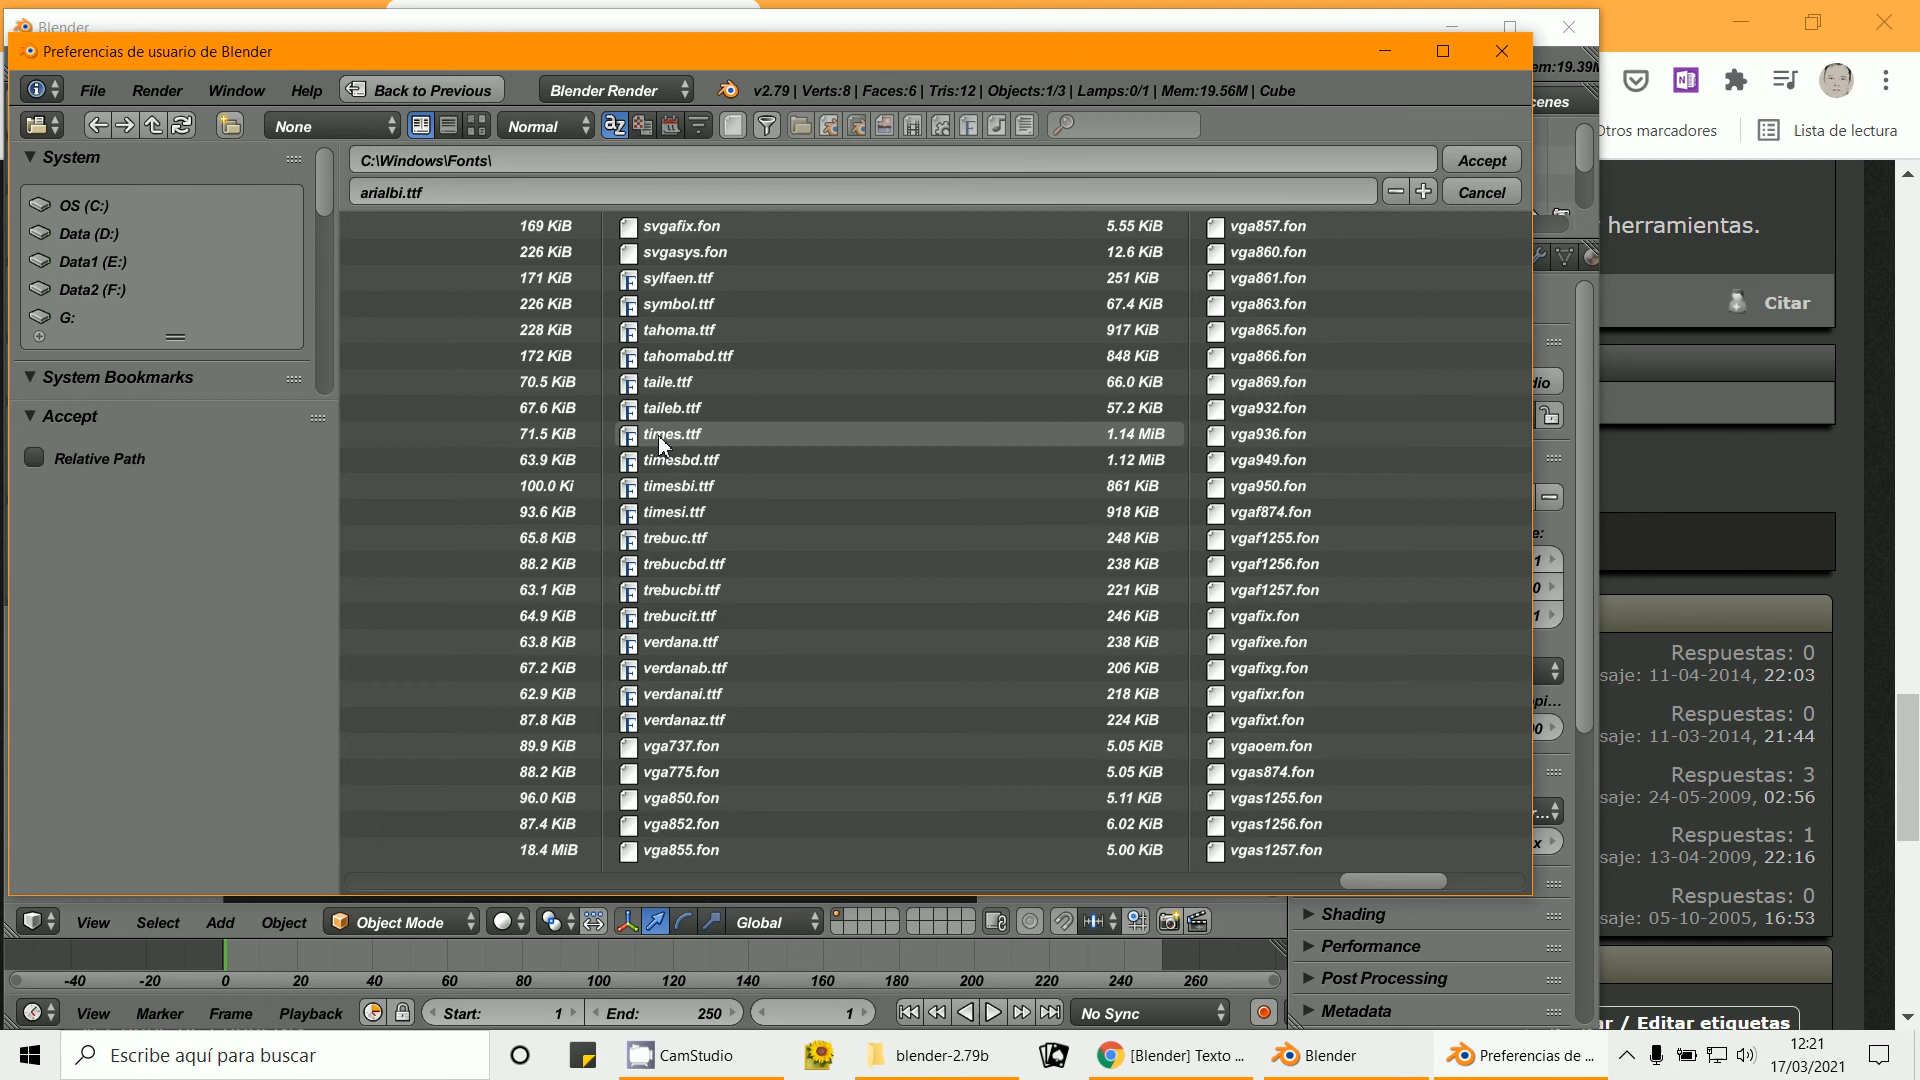 Blender
Preferencias de usuario de Blender
File Render Window Help Back to Previous Blender Render v2.79 | Verts:8 | Faces:6 | Tris:12 | Objects:1/3 | Lamps:0/1 | Mem:19.56M | Cube
None Normal
System
OS (C:)
Data (D:)
Data1 (E:)
Data2 (F:)
G:
System Bookmarks
Accept
Relative Path
C:\Windows\Fonts\ Accept
arialbi.ttf Cancel
169 KiB svgafix.fon 5.55 KiB vga857.fon
226 KiB svgasys.fon 12.6 KiB vga860.fon
171 KiB sylfaen.ttf 251 KiB vga861.fon
226 KiB symbol.ttf 67.4 KiB vga863.fon
228 KiB tahoma.ttf 917 KiB vga865.fon
172 KiB tahomabd.ttf 848 KiB vga866.fon
70.5 KiB taile.ttf 66.0 KiB vga869.fon
67.6 KiB taileb.ttf 57.2 KiB vga932.fon
71.5 KiB times.ttf 1.14 MiB vga936.fon
63.9 KiB timesbd.ttf 1.12 MiB vga949.fon
100.0 Ki timesbi.ttf 861 KiB vga950.fon
93.6 KiB timesi.ttf 918 KiB vgaf874.fon
65.8 KiB trebuc.ttf 248 KiB vgaf1255.fon
88.2 KiB trebucbd.ttf 238 KiB vgaf1256.fon
63.1 KiB trebucbi.ttf 221 KiB vgaf1257.fon
64.9 KiB trebucit.ttf 246 KiB vgafix.fon
63.8 KiB verdana.ttf 238 KiB vgafixe.fon
67.2 KiB verdanab.ttf 206 KiB vgafixg.fon
62.9 KiB verdanai.ttf 218 KiB vgafixr.fon
87.8 KiB verdanaz.ttf 224 KiB vgafixt.fon
89.9 KiB vga737.fon 5.05 KiB vgaoem.fon
88.2 KiB vga775.fon 5.05 KiB vgas874.fon
96.0 KiB vga850.fon 5.11 KiB vgas1255.fon
87.4 KiB vga852.fon 6.02 KiB vgas1256.fon
18.4 MiB vga855.fon 5.00 KiB vgas1257.fon
em:19.39
cenes
dio
e:
1
0
1
pi...
00
r...
x
View Select Add Object Object Mode Global
-40 -20 0 20 40 60 80 100 120 140 160 180 200 220 240 260
View Marker Frame Playback Start: 1 End: 250 1 No Sync
Shading
Performance
Post Processing
Metadata
Otros marcadores Lista de lectura
herramientas.
Citar
Respuestas: 0
saje: 11-04-2014, 22:03
Respuestas: 0
saje: 11-03-2014, 21:44
Respuestas: 3
saje: 24-05-2009, 02:56
Respuestas: 1
saje: 13-04-2009, 22:16
Respuestas: 0
saje: 05-10-2005, 16:53
ar / Editar etiquetas
Escribe aquí para buscar CamStudio blender-2.79b [Blender] Texto ... Blender Preferencias de ...
12:21
17/03/2021